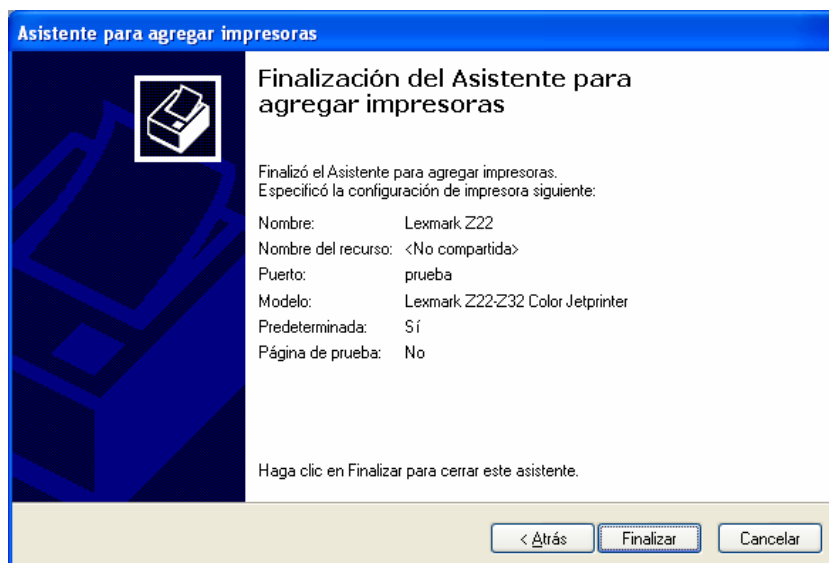 Asistente para agregar impresoras
Finalización del Asistente para
agregar impresoras
Finalizó el Asistente para agregar impresoras.
Especificó la configuración de impresora siguiente:
Nombre: Lexmark Z22
Nombre del recurso: <No compartida>
Puerto: prueba
Modelo: Lexmark Z22-Z32 Color Jetprinter
Predeterminada: Sí
Página de prueba: No
Haga clic en Finalizar para cerrar este asistente.
< Atrás Finalizar Cancelar